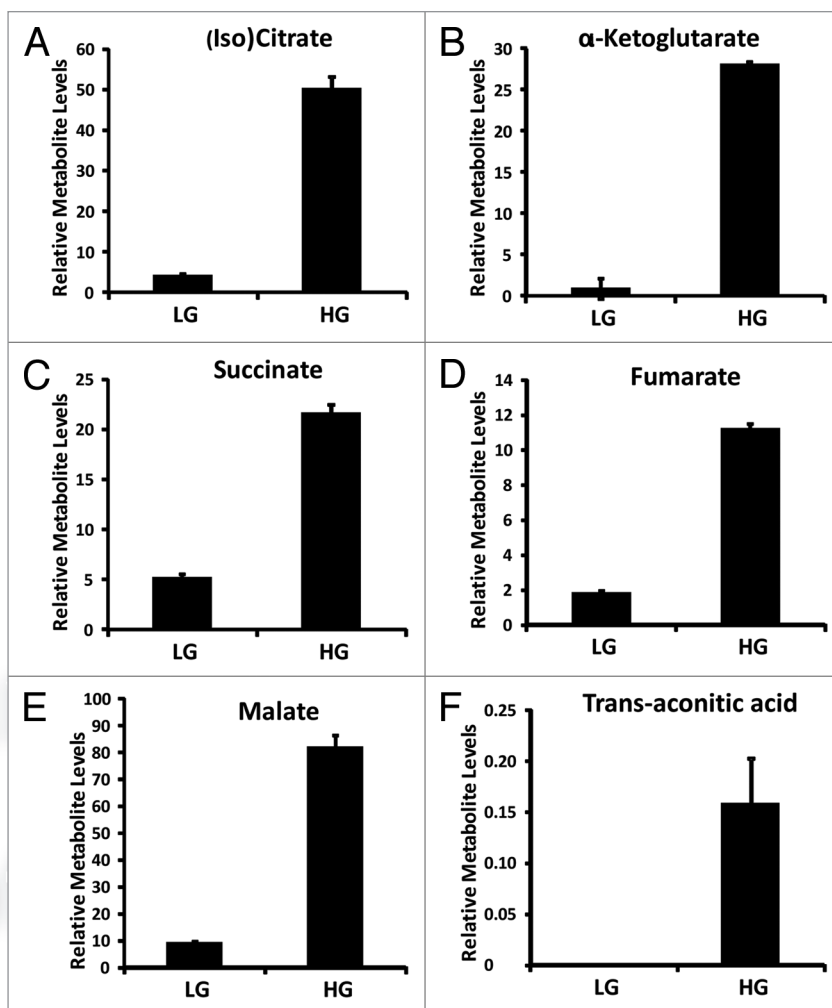 A
(Iso)Citrate
Relative Metabolite Levels
60
50
40
30
20
10
0
LG
HG
B
α-Ketoglutarate
Relative Metabolite Levels
30
25
20
15
10
5
0
LG
HG
C
Succinate
Relative Metabolite Levels
25
20
15
10
5
0
LG
HG
D
Fumarate
Relative Metabolite Levels
14
12
10
8
6
4
2
0
LG
HG
E
Malate
Relative Metabolite Levels
100
90
80
70
60
50
40
30
20
10
0
LG
HG
F
Trans-aconitic acid
Relative Metabolite Levels
0.25
0.20
0.15
0.10
0.05
0
LG
HG